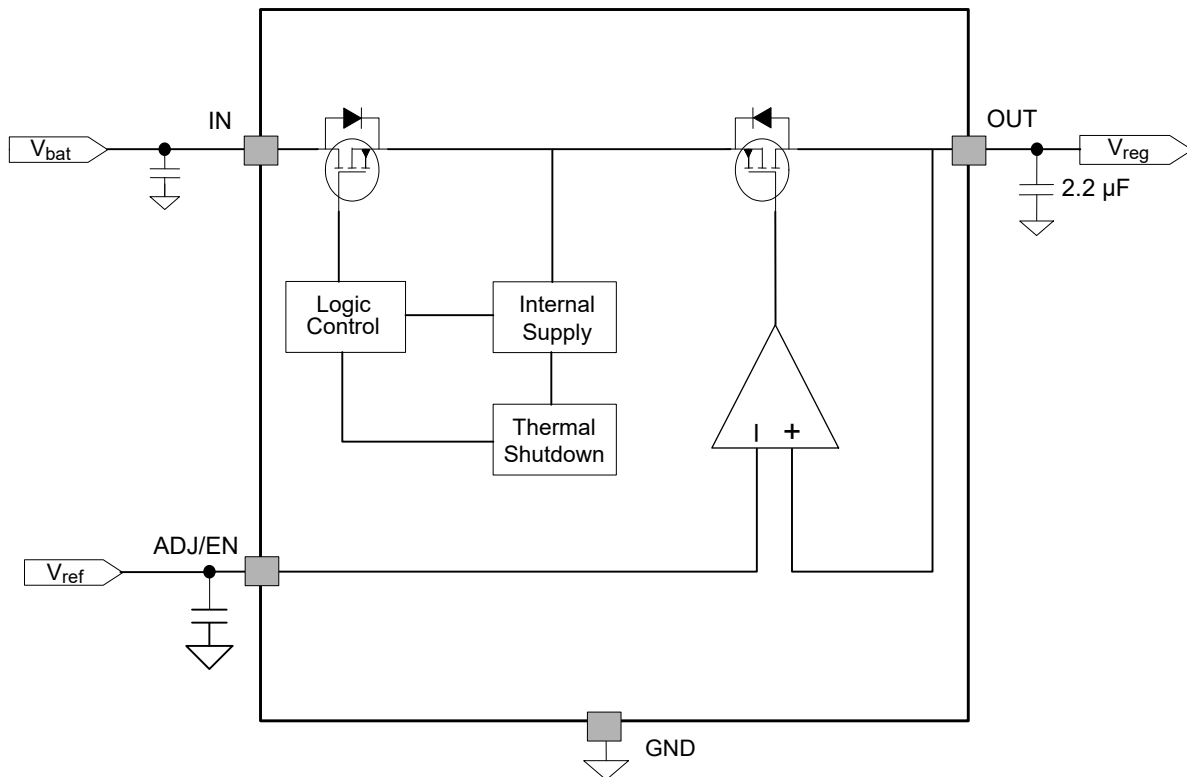 IN
OUT
Vbat
Vreg
2.2 µF
Logic
Control
Internal
Supply
Thermal
Shutdown
– +
ADJ/EN
Vref
GND